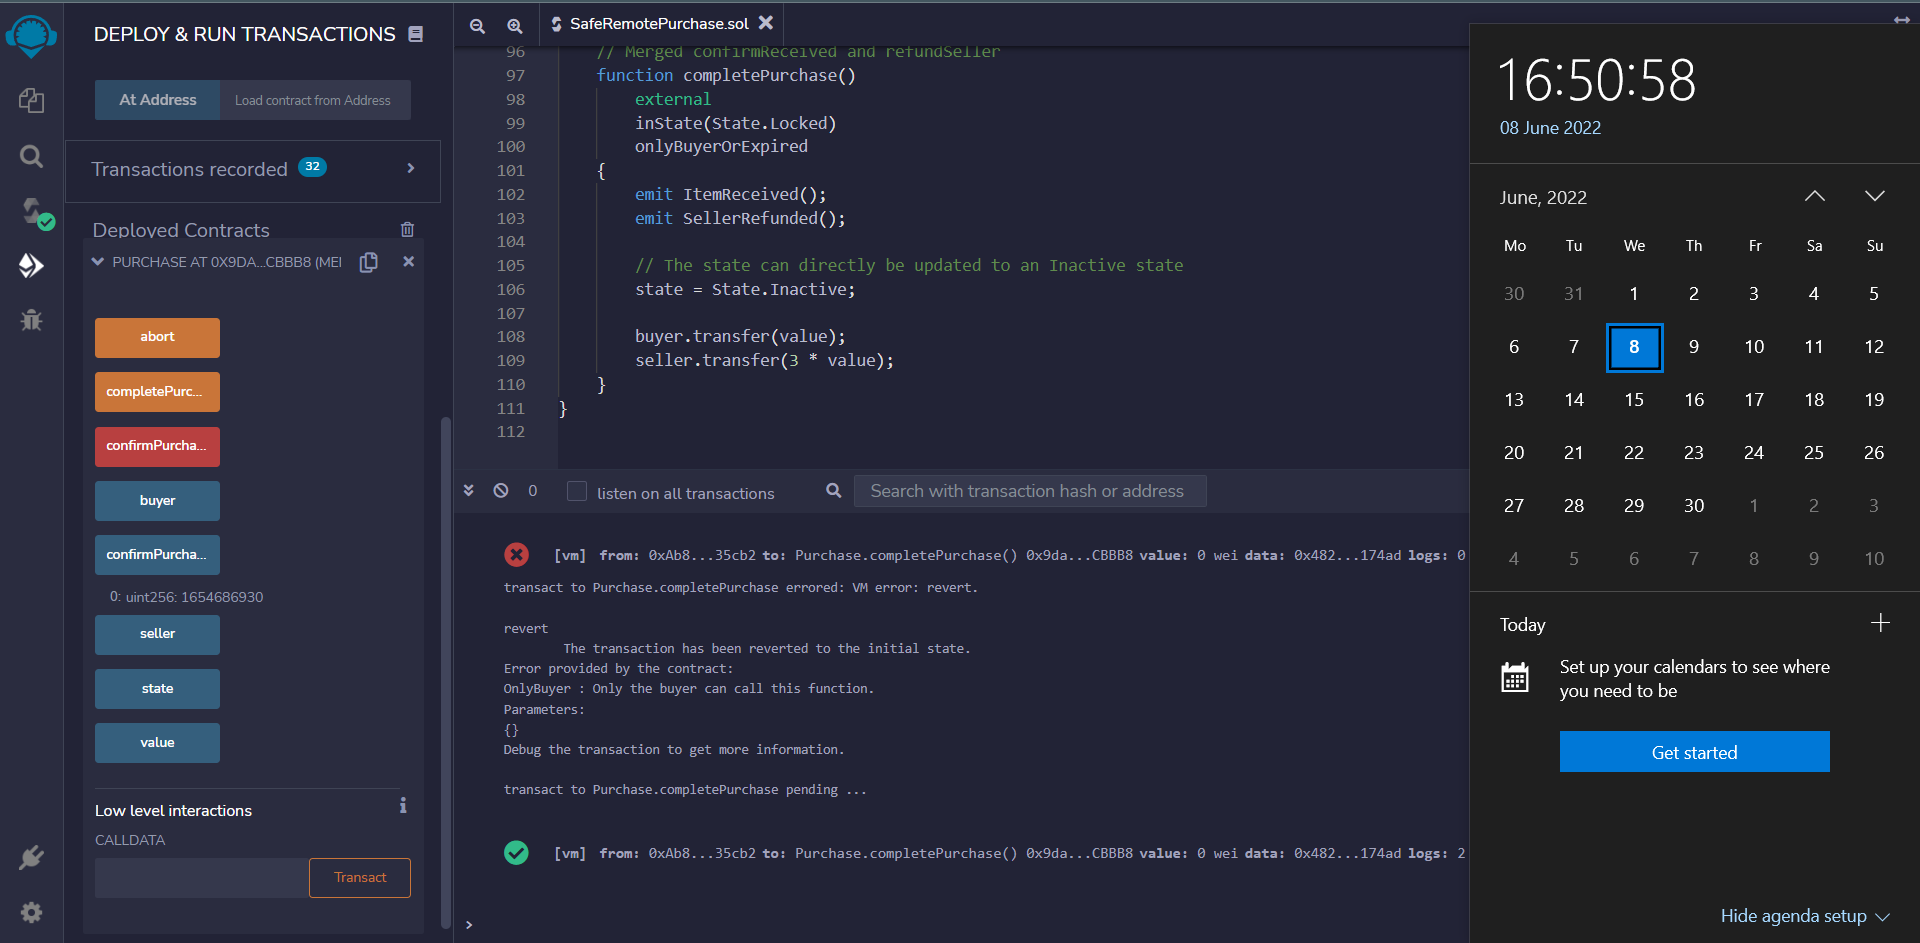 DEPLOY & RUN TRANSACTIONS
At Address
Load contract from Address
Transactions recorded 32
Deployed Contracts
PURCHASE AT 0X9DA...CBBB8 (MEI
abort
completePurc...
confirmPurcha...
buyer
confirmPurcha...
0: uint256: 1654686930
seller
state
value
Low level interactions
CALLDATA
Transact
SafeRemotePurchase.sol
96 // Merged confirmReceived and refundSeller
97 function completePurchase()
98 external
99 inState(State.Locked)
100 onlyBuyerOrExpired
101 {
102 emit ItemReceived();
103 emit SellerRefunded();
104
105 // The state can directly be updated to an Inactive state
106 state = State.Inactive;
107
108 buyer.transfer(value);
109 seller.transfer(3 * value);
110 }
111 }
112
0 listen on all transactions Search with transaction hash or address
[vm] from: 0xAb8...35cb2 to: Purchase.completePurchase() 0x9da...CBBB8 value: 0 wei data: 0x482...174ad logs: 0
transact to Purchase.completePurchase errored: VM error: revert.
revert
The transaction has been reverted to the initial state.
Error provided by the contract:
OnlyBuyer : Only the buyer can call this function.
Parameters:
{}
Debug the transaction to get more information.
transact to Purchase.completePurchase pending ...
[vm] from: 0xAb8...35cb2 to: Purchase.completePurchase() 0x9da...CBBB8 value: 0 wei data: 0x482...174ad logs: 2
>
16:50:58
08 June 2022
June, 2022
Mo Tu We Th Fr Sa Su
30 31 1 2 3 4 5
6 7 8 9 10 11 12
13 14 15 16 17 18 19
20 21 22 23 24 25 26
27 28 29 30 1 2 3
4 5 6 7 8 9 10
Today
Set up your calendars to see where
you need to be
Get started
Hide agenda setup